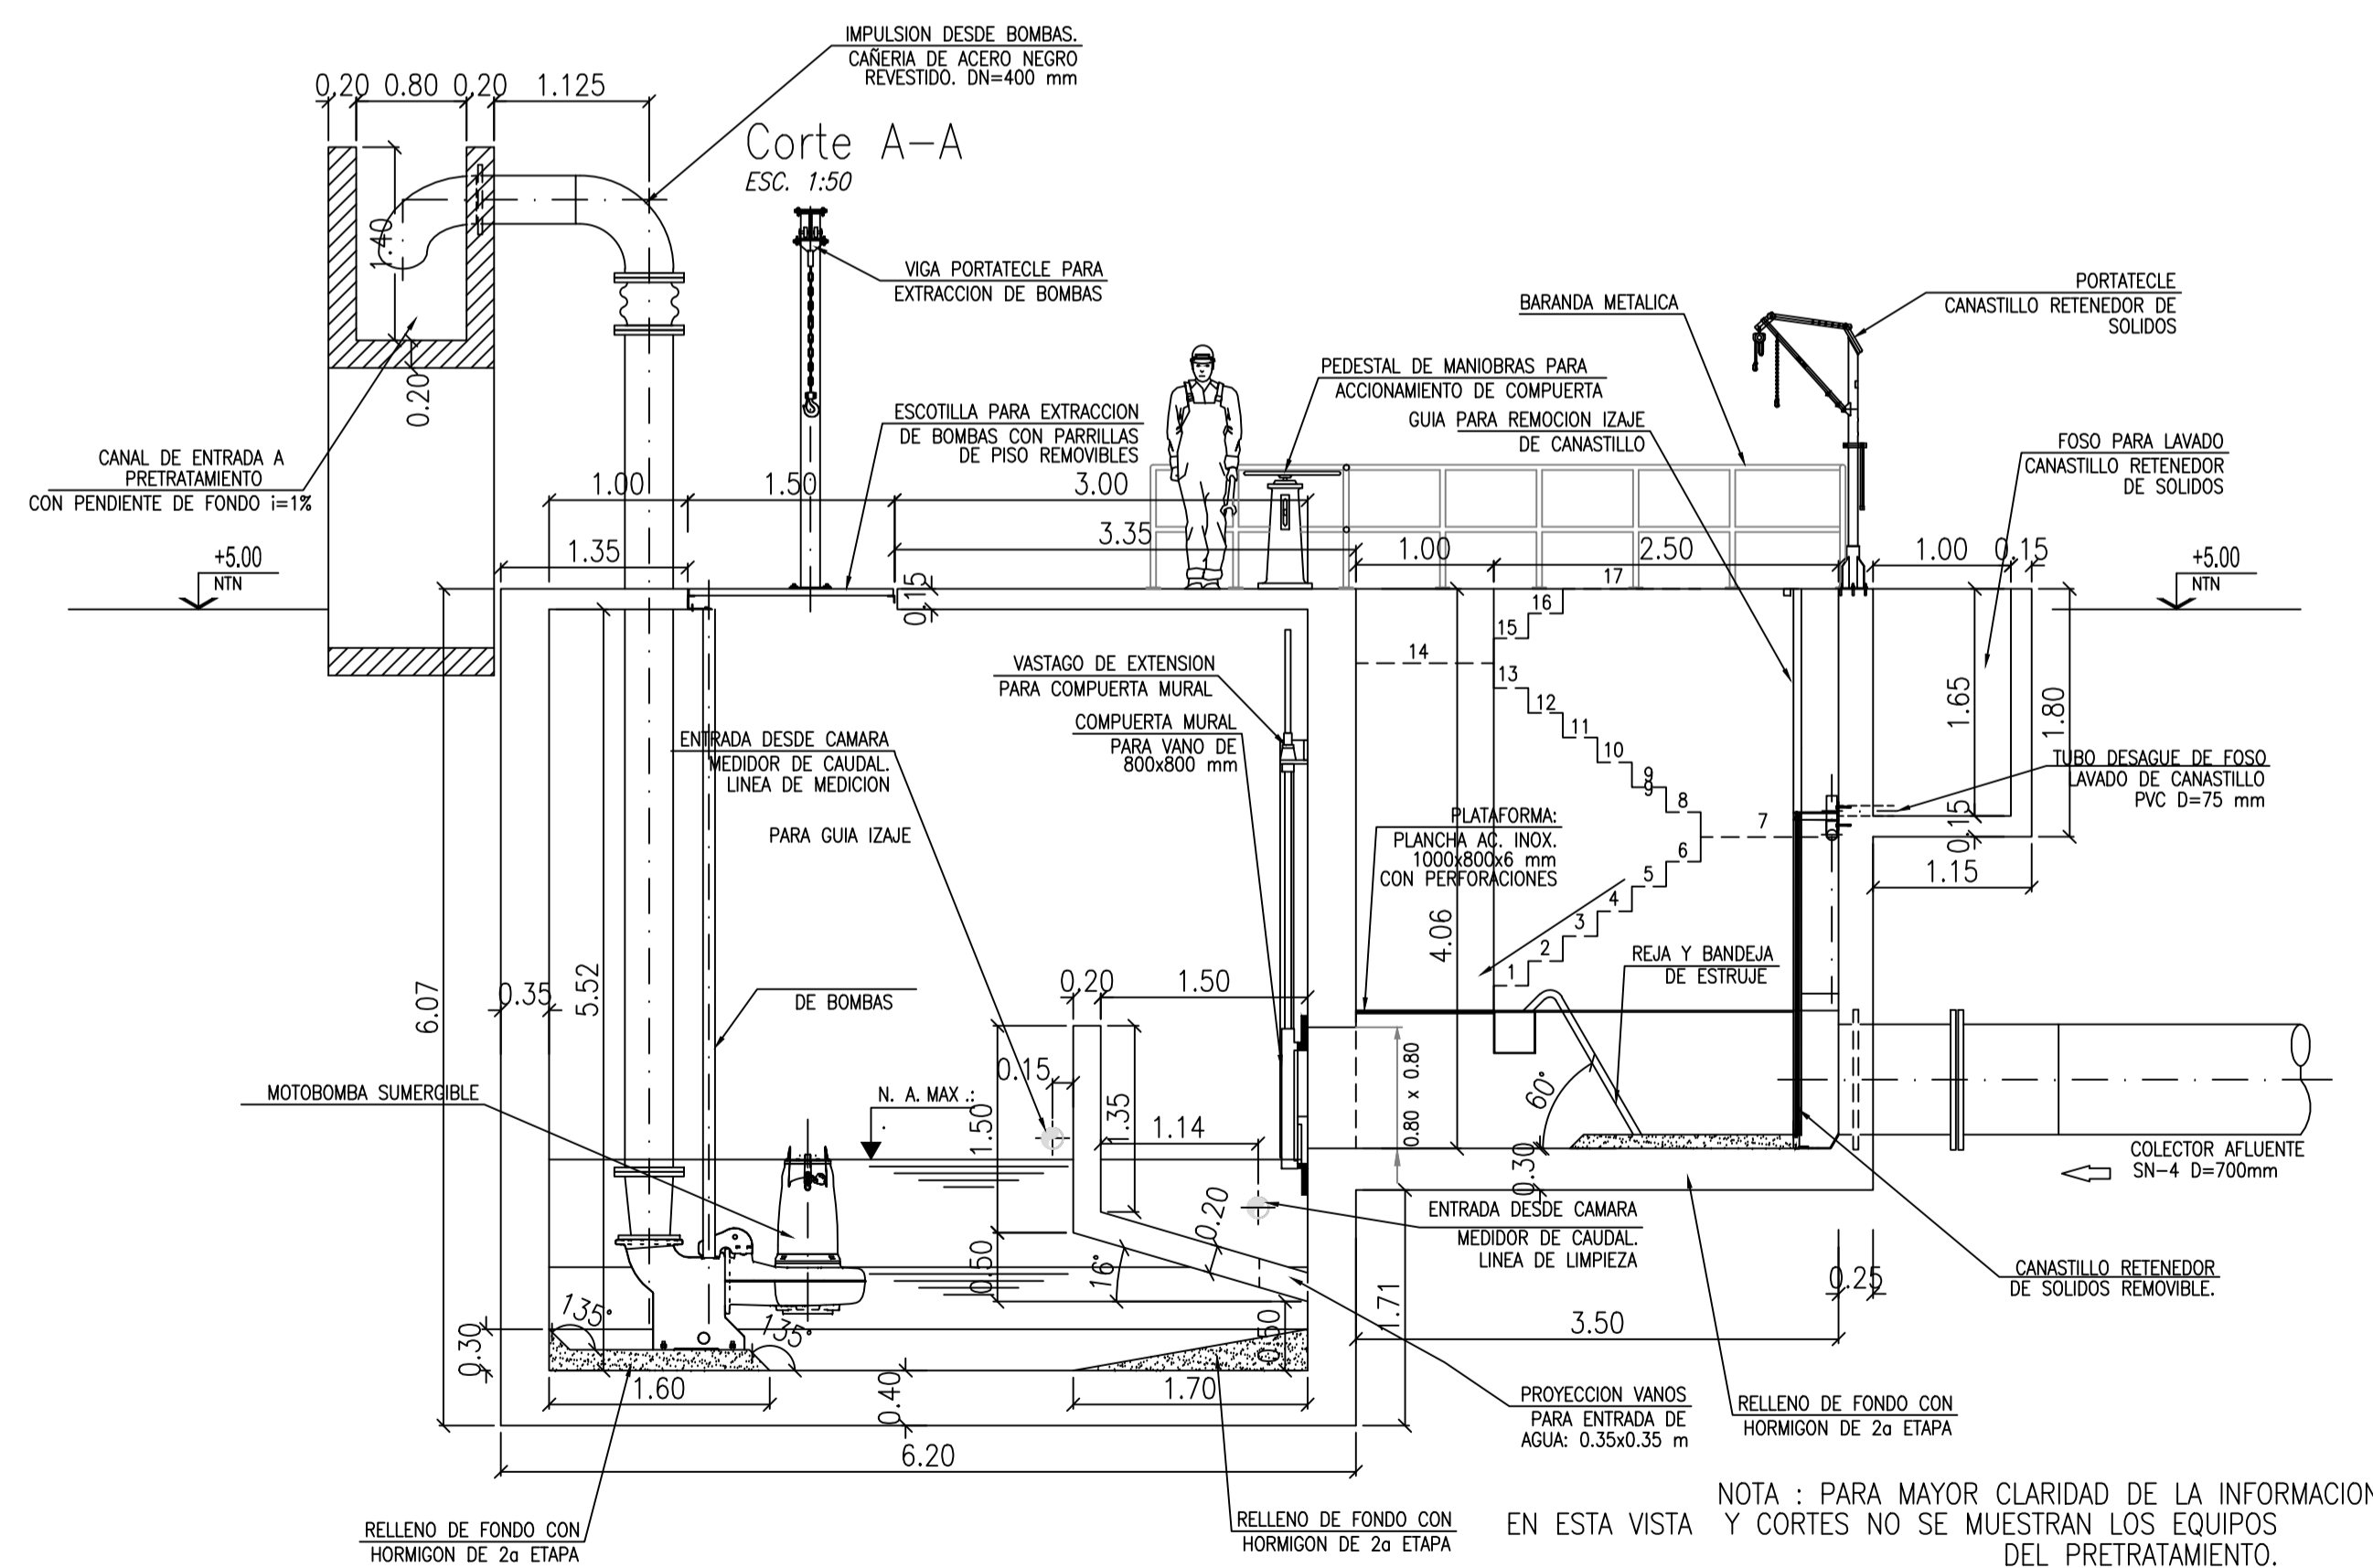 IMPULSION DESDE BOMBAS.
CAÑERIA DE ACERO NEGRO
REVESTIDO. DN=400 mm
0.20 0.80 0.20 1.125
Corte A-A
ESC. 1:50
1.40
0.20
VIGA PORTATECLE PARA
EXTRACCION DE BOMBAS
PORTATECLE
CANASTILLO RETENEDOR DE
SOLIDOS
BARANDA METALICA
PEDESTAL DE MANIOBRAS PARA
ACCIONAMIENTO DE COMPUERTA
GUIA PARA REMOCION IZAJE
DE CANASTILLO
ESCOTILLA PARA EXTRACCION
DE BOMBAS CON PARRILLAS
DE PISO REMOVIBLES
FOSO PARA LAVADO
CANASTILLO RETENEDOR
DE SOLIDOS
CANAL DE ENTRADA A
PRETRATAMIENTO
CON PENDIENTE DE FONDO i=1%
1.00 1.50 3.00
1.35 3.35 1.00 2.50 1.00 0.15
+5.00
NTN
+5.00
NTN
0.15
17
16
15
14
13
12
11
10
9
9
8
7
6
5
4
3
2
1
VASTAGO DE EXTENSION
PARA COMPUERTA MURAL
COMPUERTA MURAL
PARA VANO DE
800x800 mm
ENTRADA DESDE CAMARA
MEDIDOR DE CAUDAL.
LINEA DE MEDICION
PARA GUIA IZAJE
1.65
1.80
TUBO DESAGUE DE FOSO
LAVADO DE CANASTILLO
PVC D=75 mm
0.15
1.15
PLATAFORMA:
PLANCHA AC. INOX.
1000x800x6 mm
CON PERFORACIONES
4.06
REJA Y BANDEJA
DE ESTRUJE
6.07
0.35
5.52
DE BOMBAS
0.20 1.50
0.15
1.50
1.35
1.14
0.80 x 0.80
60°
MOTOBOMBA SUMERGIBLE
N. A. MAX .:
.
COLECTOR AFLUENTE
SN-4 D=700mm
0.30
ENTRADA DESDE CAMARA
MEDIDOR DE CAUDAL.
LINEA DE LIMPIEZA
0.20
0.50
16°
0.50
1.71
0.25
3.50
CANASTILLO RETENEDOR
DE SOLIDOS REMOVIBLE.
135°
135°
0.30
1.60
0.40
1.70
6.20
PROYECCION VANOS
PARA ENTRADA DE
AGUA: 0.35x0.35 m
RELLENO DE FONDO CON
HORMIGON DE 2a ETAPA
RELLENO DE FONDO CON
HORMIGON DE 2a ETAPA
RELLENO DE FONDO CON
HORMIGON DE 2a ETAPA
NOTA : PARA MAYOR CLARIDAD DE LA INFORMACION
EN ESTA VISTA Y CORTES NO SE MUESTRAN LOS EQUIPOS
DEL PRETRATAMIENTO.